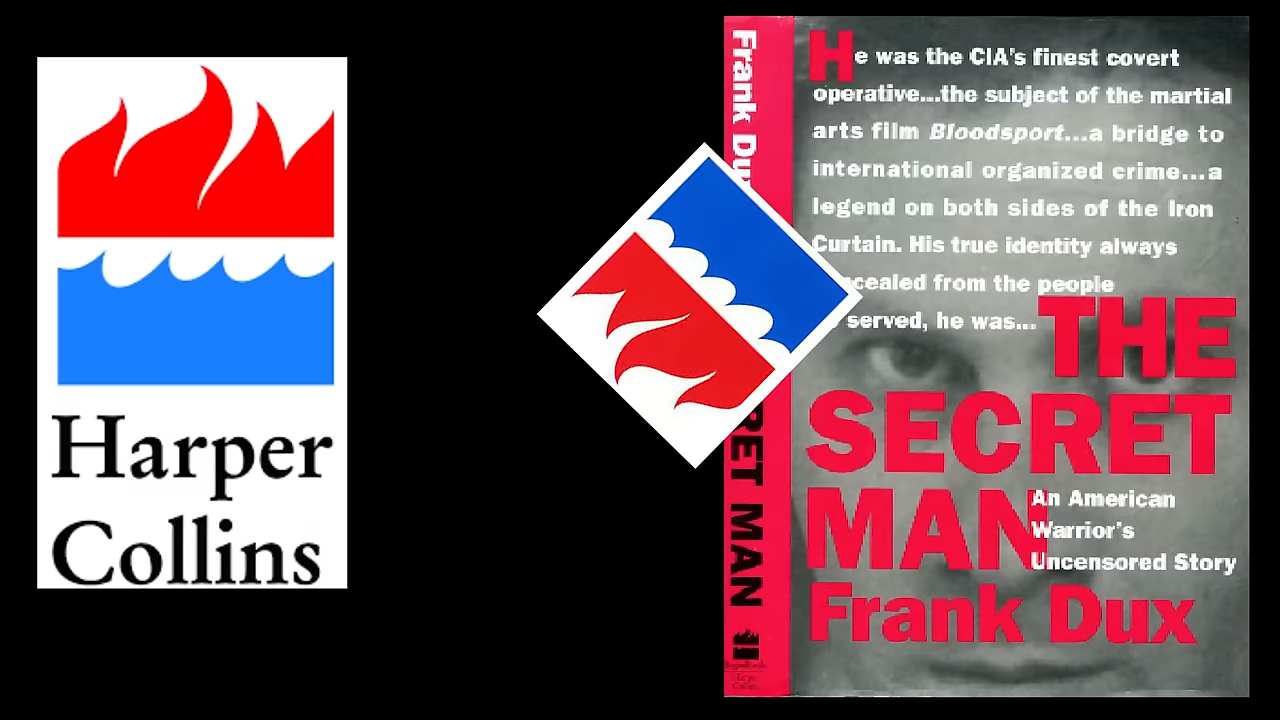 Harper
Collins
Frank Du
RET MAN
He was the CIA's finest covert
operative...the subject of the martial
arts film Bloodsport...a bridge to
international organized crime...a
legend on both sides of the Iron
Curtain. His true identity always
cealed from the people
served, he was...
THE
SECRET
MAN
An American
Warrior's
Uncensored Story
Frank Dux